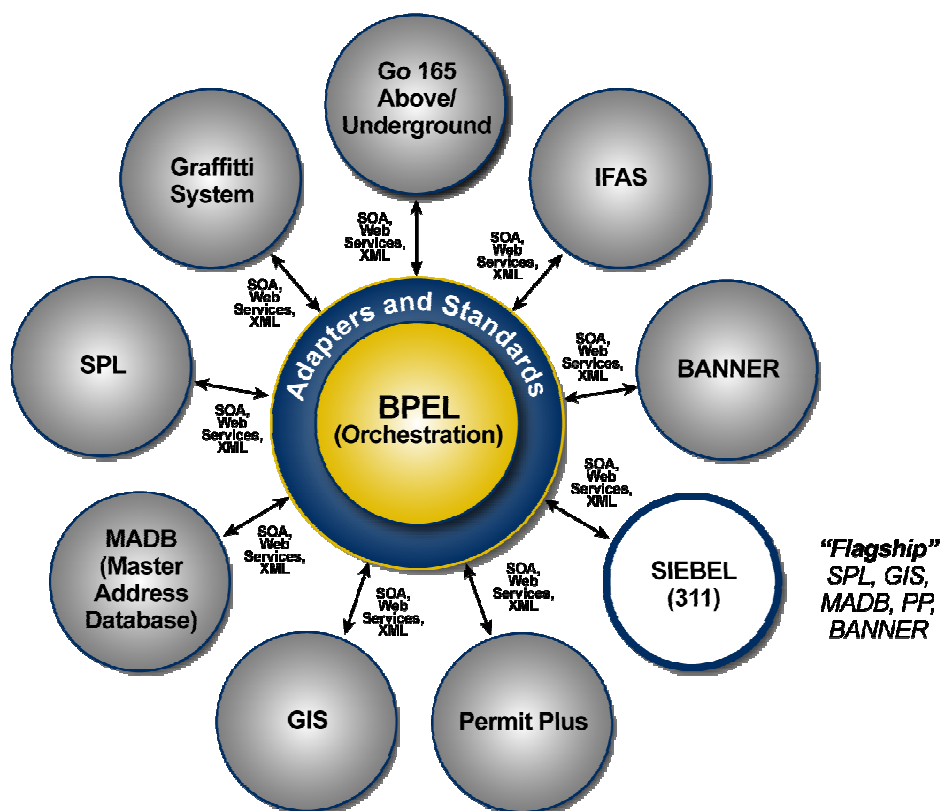 Go 165
Above/
Underground
Graffitti
System
IFAS
SOA,
Web
Services,
XML
SOA,
Web
Services,
XML
SOA,
Web
Services,
XML
Adapters and Standards
SPL
BPEL
(Orchestration)
BANNER
SOA,
Web
Services,
XML
SOA,
Web
Services,
XML
SOA,
Web
Services,
XML
MADB
(Master
Address
Database)
SOA,
Web
Services,
XML
SIEBEL
(311)
“Flagship”
SPL, GIS,
MADB, PP,
BANNER
SOA,
Web
Services,
XML
SOA,
Web
Services,
XML
GIS
Permit Plus